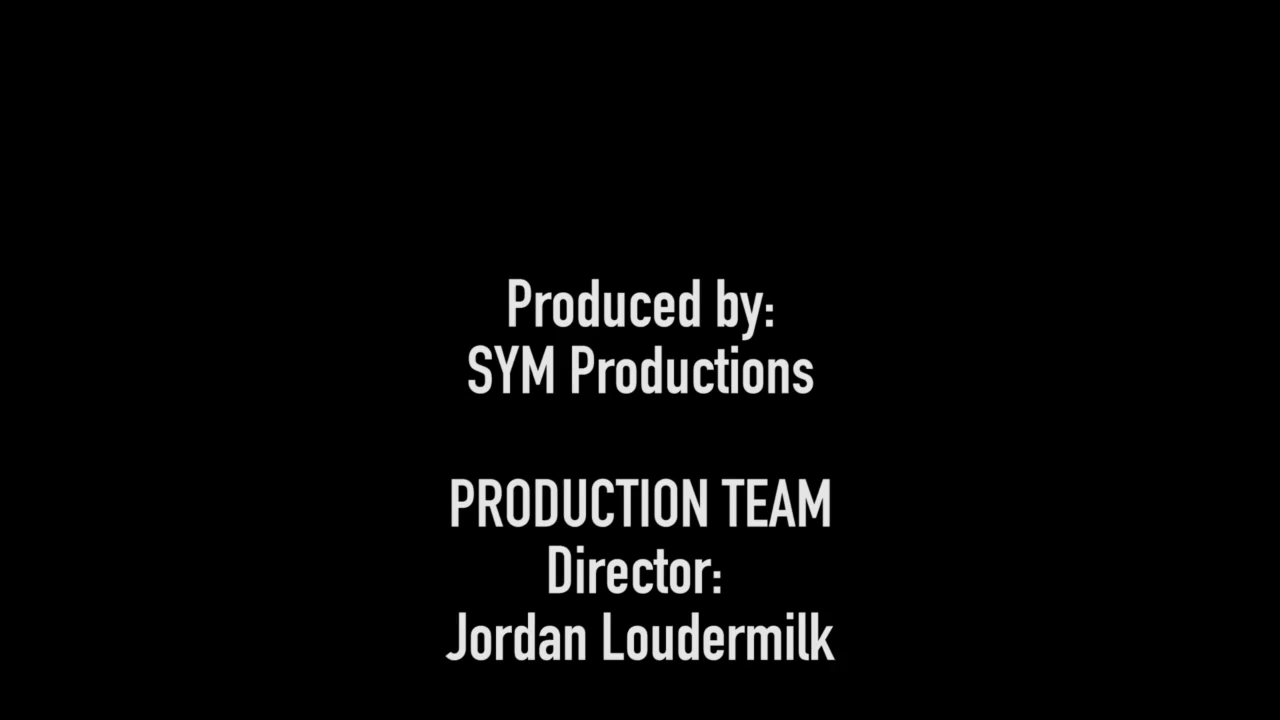 Produced by:
SYM Productions
PRODUCTION TEAM
Director:
Jordan Loudermilk